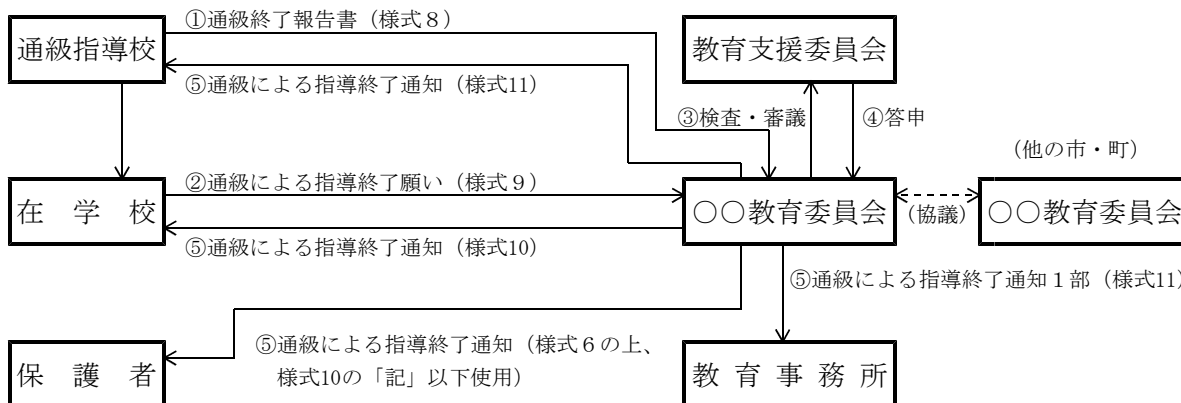 ①通級終了報告書（様式８）
通級指導校
教育支援委員会
⑤通級による指導終了通知（様式11）
③検査・審議
④答申
（他の市・町）
②通級による指導終了願い（様式９）
在　学　校
○○教育委員会
（協議）
○○教育委員会
⑤通級による指導終了通知（様式10）
⑤通級による指導終了通知１部（様式11）
⑤通級による指導終了通知（様式６の上、
様式10の「記」以下使用）
保　護　者
教 育 事 務 所